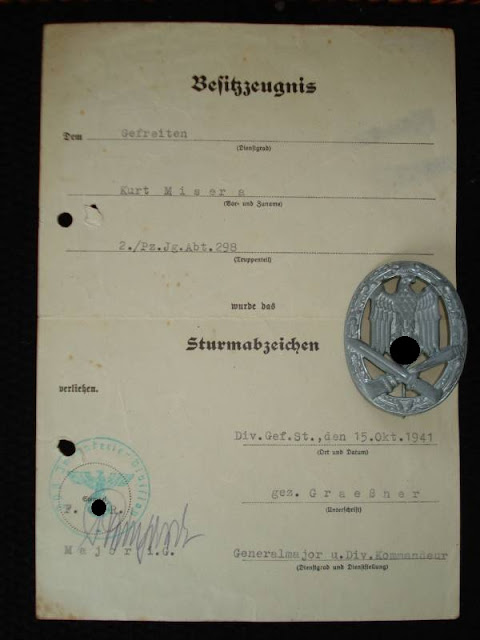 Besitzzeugnis
Dem Gefreiten
(Dienstgrad)
Kurt Misera
(Vor- und Zuname)
2./Pz.Jg.Abt.298
(Truppenteil)
wurde das
Sturmabzeichen
verliehen.
Div.Gef.St.,den 15.Okt.1941
(Ort und Datum)
gez. Graeßner
(Unterschrift)
F. R.
Major i.G.
Generalmajor u.Div.Kommandeur
(Dienstgrad und Dienststellung)